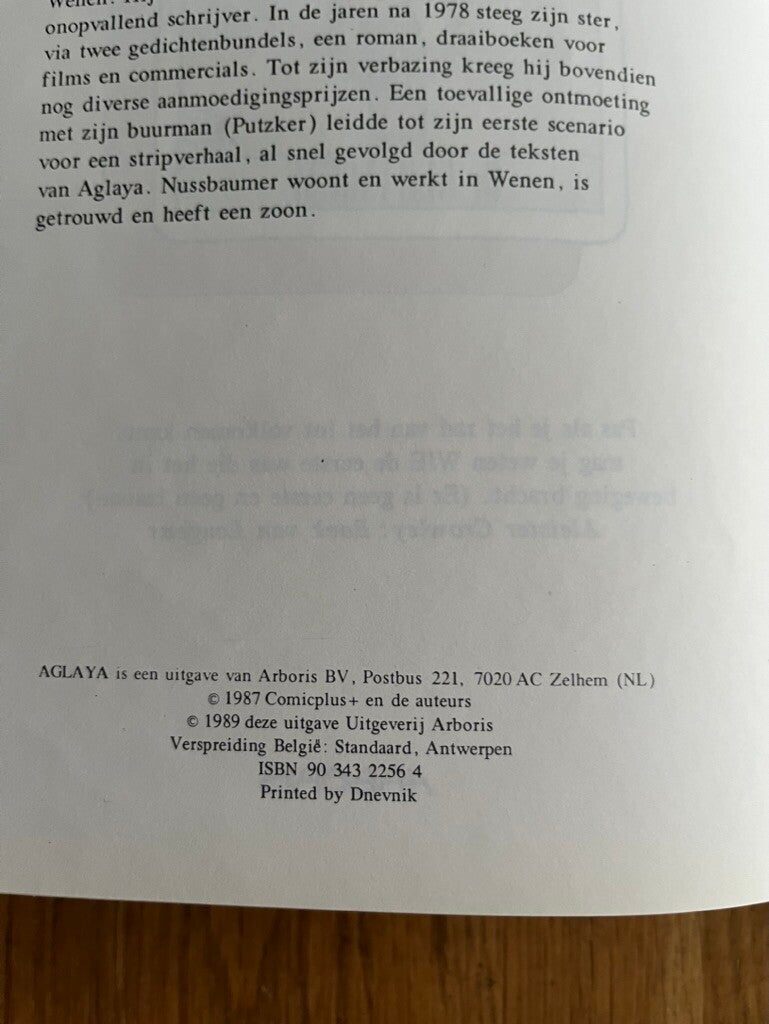 onopvallend schrijver. In de jaren na 1978 steeg zijn ster,
via twee gedichtenbundels, een roman, draaiboeken voor
films en commercials. Tot zijn verbazing kreeg hij bovendien
nog diverse aanmoedigingsprijzen. Een toevallige ontmoeting
met zijn buurman (Putzker) leidde tot zijn eerste scenario
voor een stripverhaal, al snel gevolgd door de teksten
van Aglaya. Nussbaumer woont en werkt in Wenen, is
getrouwd en heeft een zoon.
AGLAYA is een uitgave van Arboris BV, Postbus 221, 7020 AC Zelhem (NL)
© 1987 Comicplus+ en de auteurs
© 1989 deze uitgave Uitgeverij Arboris
Verspreiding België: Standaard, Antwerpen
ISBN 90 343 2256 4
Printed by Dnevnik